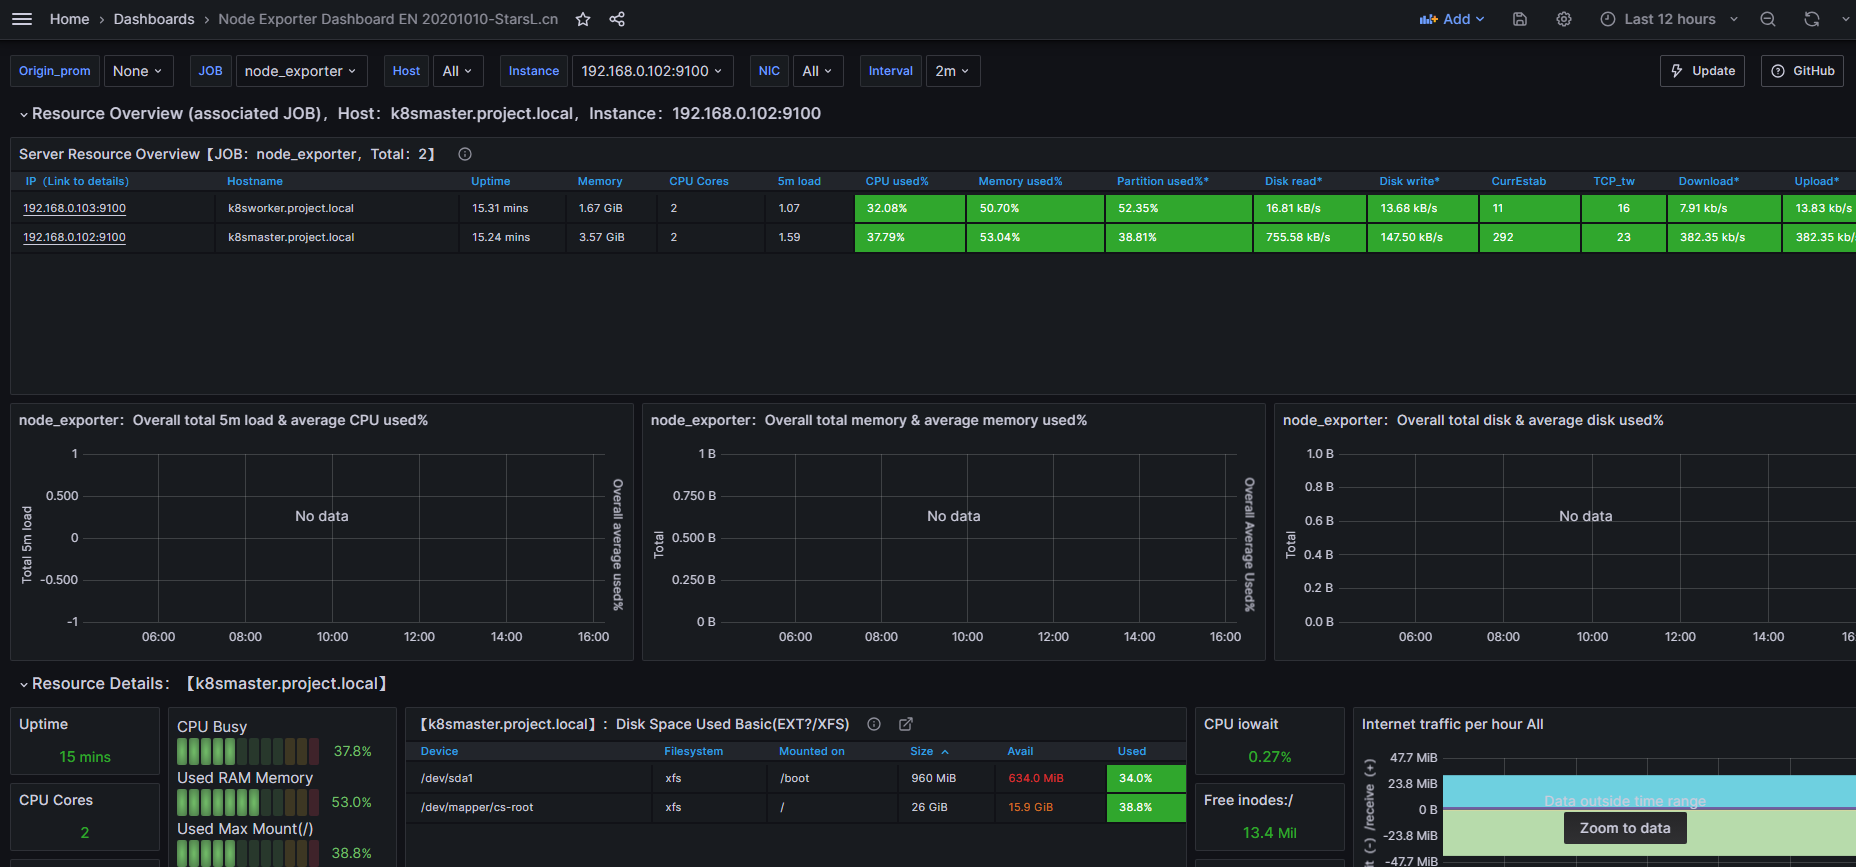 Home › Dashboards › Node Exporter Dashboard EN 20201010-StarsL.cn Add Last 12 hours
Origin_prom None JOB node_exporter Host All Instance 192.168.0.102:9100 NIC All Interval 2m Update GitHub
Resource Overview (associated JOB)，Host：k8smaster.project.local，Instance：192.168.0.102:9100
Server Resource Overview【JOB：node_exporter，Total：2】
IP（Link to details) Hostname Uptime Memory CPU Cores 5m load CPU used% Memory used% Partition used%* Disk read* Disk write* CurrEstab TCP_tw Download* Upload*
192.168.0.103:9100 k8sworker.project.local 15.31 mins 1.67 GiB 2 1.07 32.08% 50.70% 52.35% 16.81 kB/s 13.68 kB/s 11 16 7.91 kb/s 13.83 kb/s
192.168.0.102:9100 k8smaster.project.local 15.24 mins 3.57 GiB 2 1.59 37.79% 53.04% 38.81% 755.58 kB/s 147.50 kB/s 292 23 382.35 kb/s 382.35 kb/
node_exporter：Overall total 5m load & average CPU used%
Total 5m load
1
0.500
0
-0.500
-1
No data
06:00 08:00 10:00 12:00 14:00 16:00
Overall average used%
node_exporter：Overall total memory & average memory used%
Total
1 B
0.750 B
0.500 B
0.250 B
0 B
No data
06:00 08:00 10:00 12:00 14:00 16:00
Overall Average Used%
node_exporter：Overall total disk & average disk used%
Total
1.0 B
0.8 B
0.6 B
0.4 B
0.2 B
0.0 B
No data
06:00 08:00 10:00 12:00 14:00 16:
Resource Details：【k8smaster.project.local】
Uptime
15 mins
CPU Cores
2
CPU Busy
37.8%
Used RAM Memory
53.0%
Used Max Mount(/)
38.8%
【k8smaster.project.local】：Disk Space Used Basic(EXT?/XFS)
Device Filesystem Mounted on Size Avail Used
/dev/sda1 xfs /boot 960 MiB 634.0 MiB 34.0%
/dev/mapper/cs-root xfs / 26 GiB 15.9 GiB 38.8%
CPU iowait
0.27%
Free inodes:/
13.4 Mil
Internet traffic per hour All
(-) /receive (+)
47.7 MiB
23.8 MiB
0 B
-23.8 MiB
-47.7 MiB
Data outside time range
Zoom to data